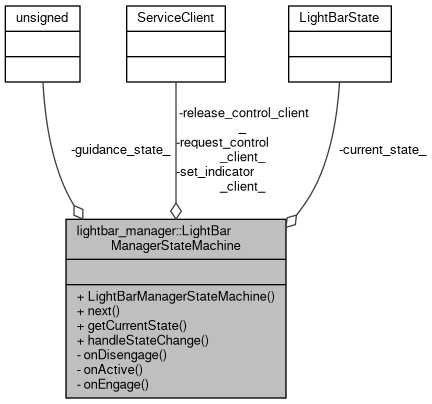 unsigned
ServiceClient
LightBarState
-release_control_client
_
-guidance_state_
-request_control
_client_
-current_state_
-set_indicator
_client_
lightbar_manager::LightBar
ManagerStateMachine
+ LightBarManagerStateMachine()
+ next()
+ getCurrentState()
+ handleStateChange()
- onDisengage()
- onActive()
- onEngage()